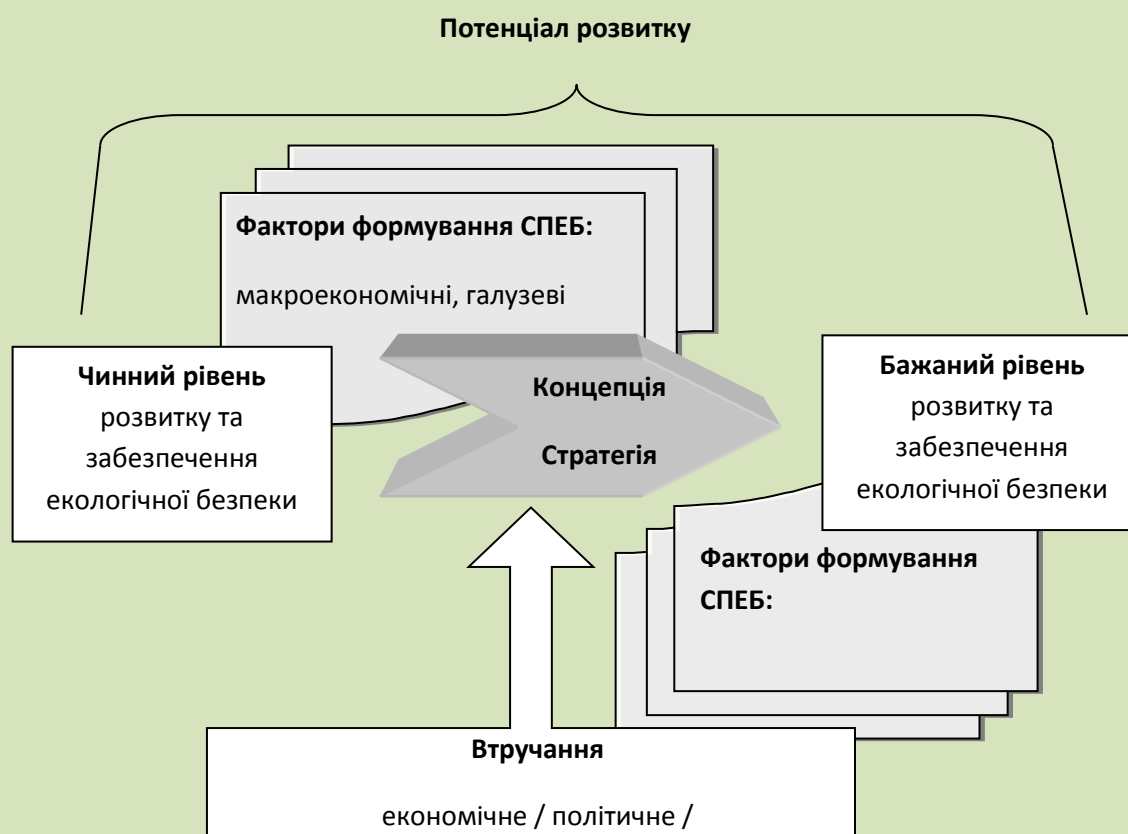 Потенціал розвитку
Фактори формування СПЕБ:
макроекономічні, галузеві
Чинний рівень
розвитку та
забезпечення
екологічної безпеки
Концепція
Стратегія
Бажаний рівень
розвитку та
забезпечення
екологічної безпеки
Фактори формування
СПЕБ:
Втручання
економічне / політичне /